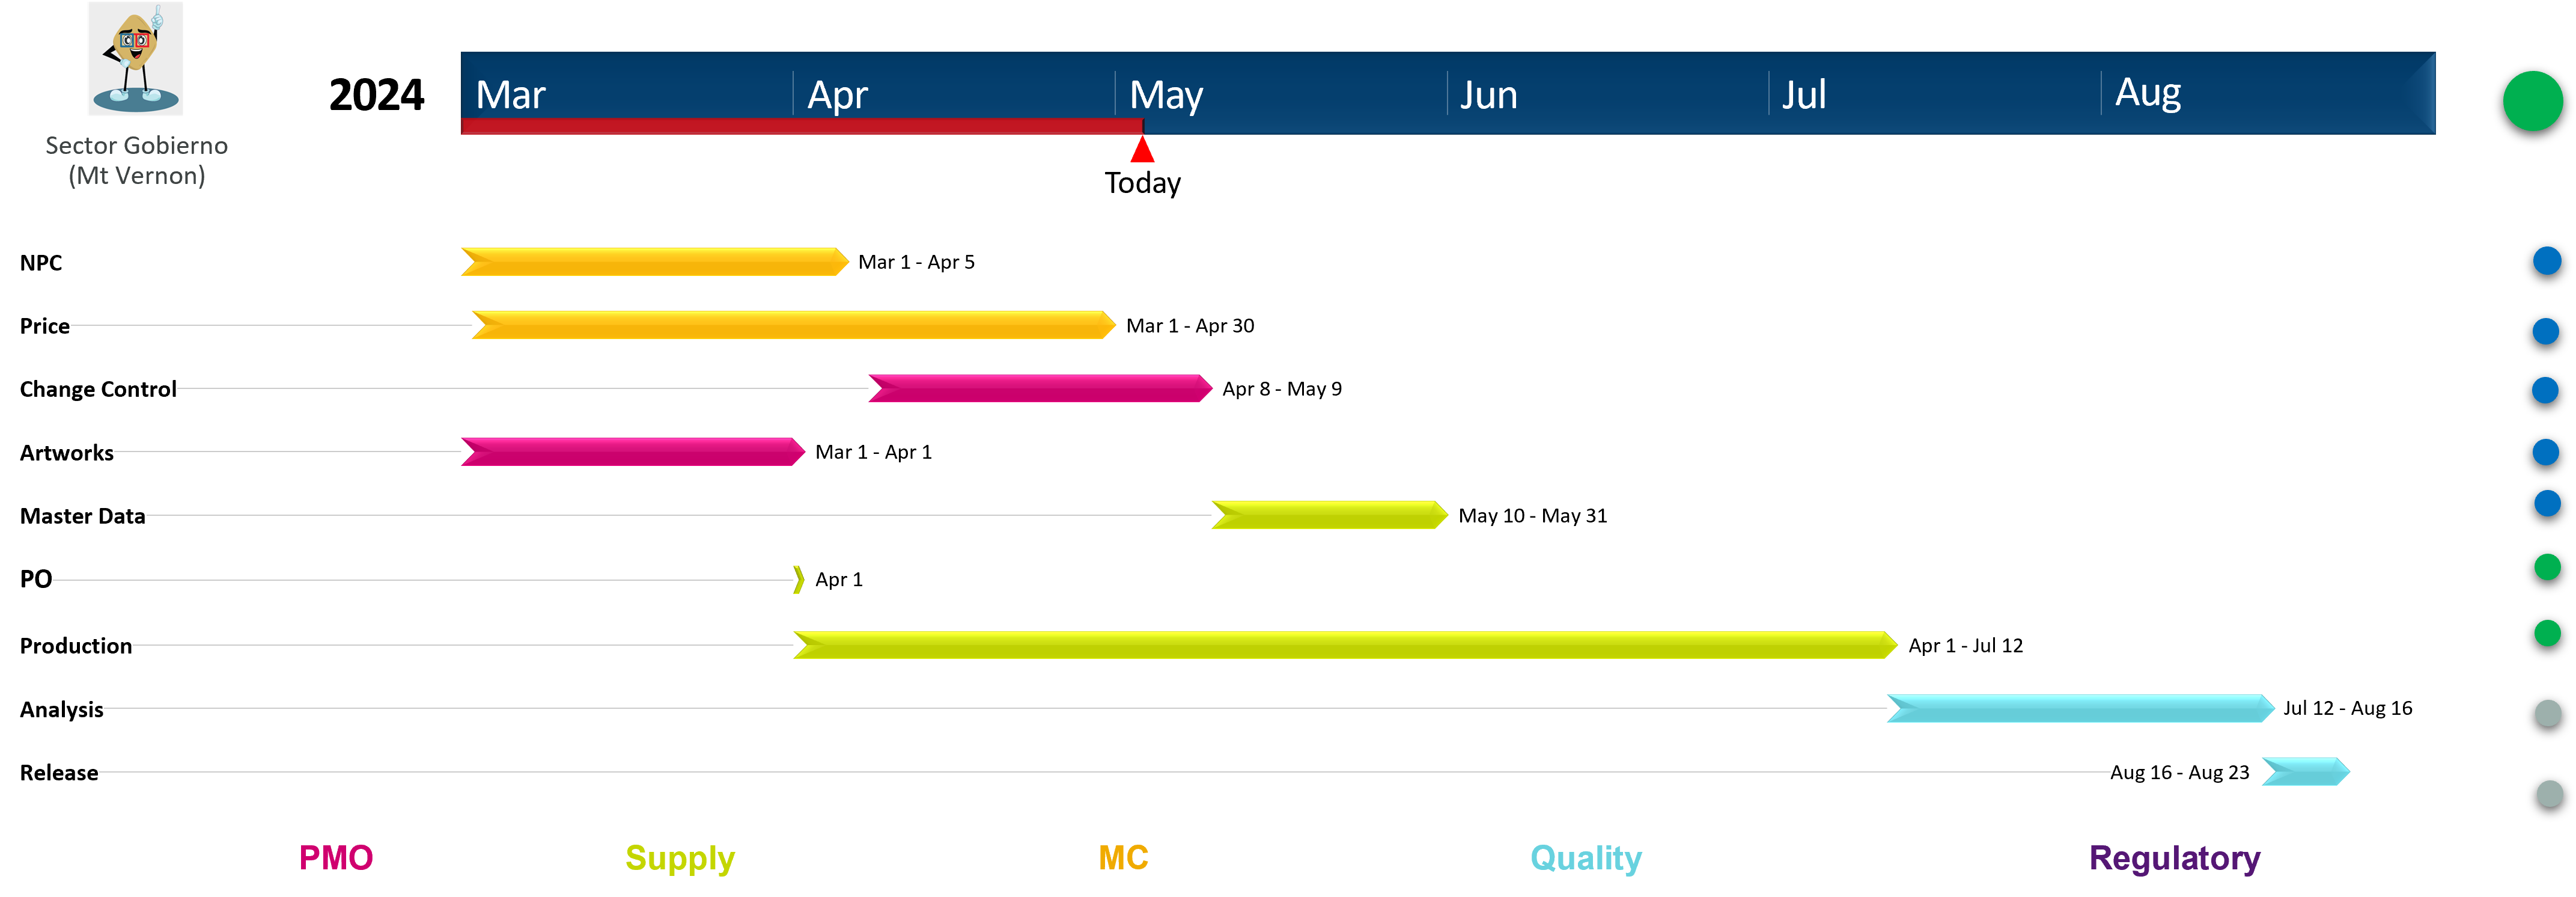 2024
Mar
Apr
May
Jun
Jul
Aug
Sector Gobierno
(Mt Vernon)
Today
NPC
Mar 1 - Apr 5
Price
Mar 1 - Apr 30
Change Control
Apr 8 - May 9
Artworks
Mar 1 - Apr 1
Master Data
May 10 - May 31
PO
Apr 1
Production
Apr 1 - Jul 12
Analysis
Jul 12 - Aug 16
Release
Aug 16 - Aug 23
PMO
Supply
MC
Quality
Regulatory